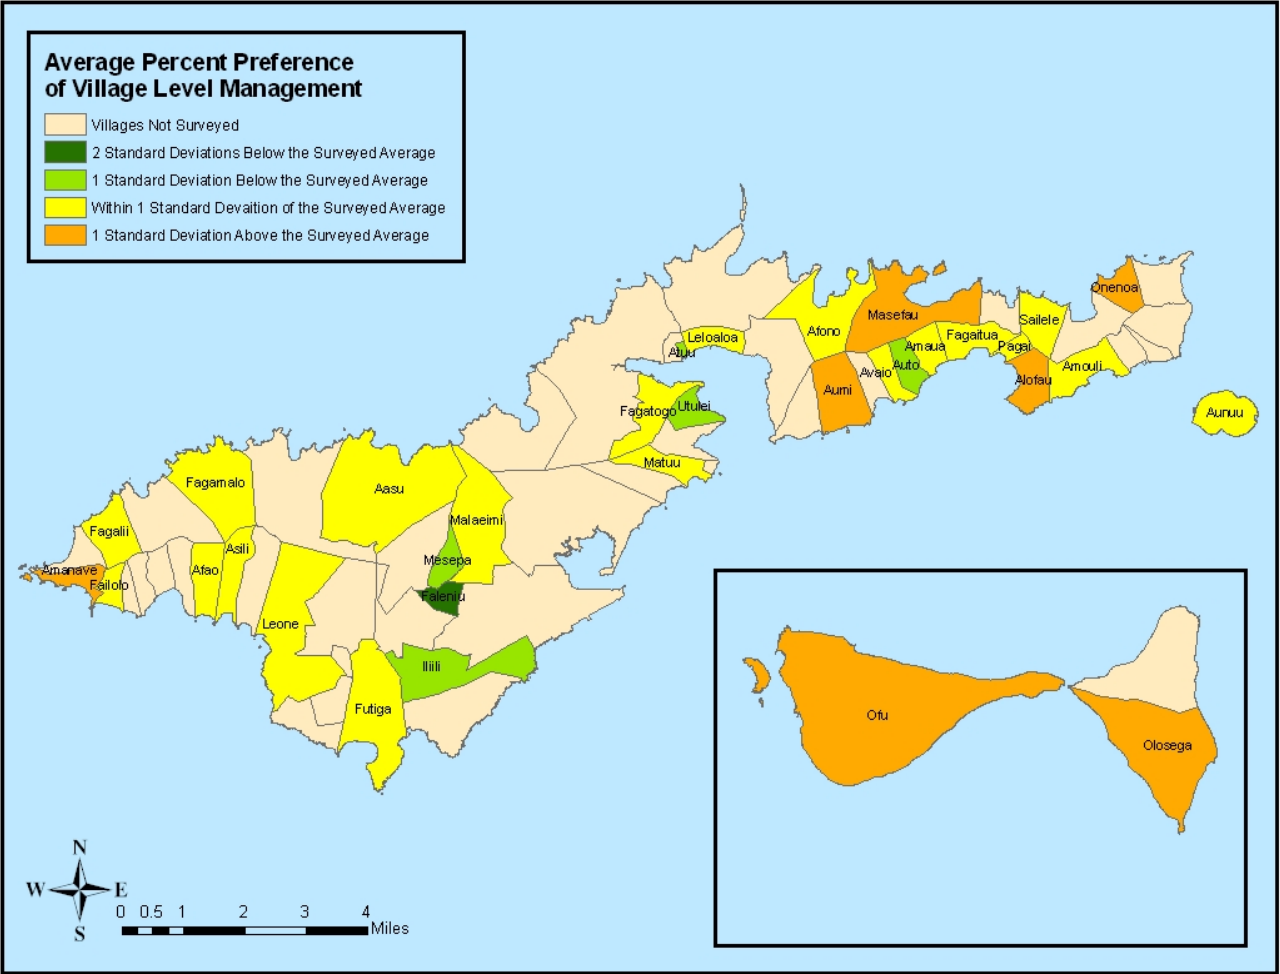 Average Percent Preference
of Village Level Management
Villages Not Surveyed
2 Standard Deviations Below the Surveyed Average
1 Standard Deviation Below the Surveyed Average
Within 1 Standard Devaition of the Surveyed Average
1 Standard Deviation Above the Surveyed Average
Onenoa
Masefau
Sailele
Afono
Fagaitua
Leloaloa
Amaua
Pagai
Atuu
Auto
Amouli
Avaio
Alofau
Aumi
Utulei
Fagatogo
Aunuu
Matuu
Fagamalo
Aasu
Malaeimi
Fagalii
Asili
Mesepa
Amanave
Afao
Failolo
Faleniu
Leone
Iliili
Futiga
Ofu
Olosega
N
W E
S
0 0.5 1 2 3 4
Miles